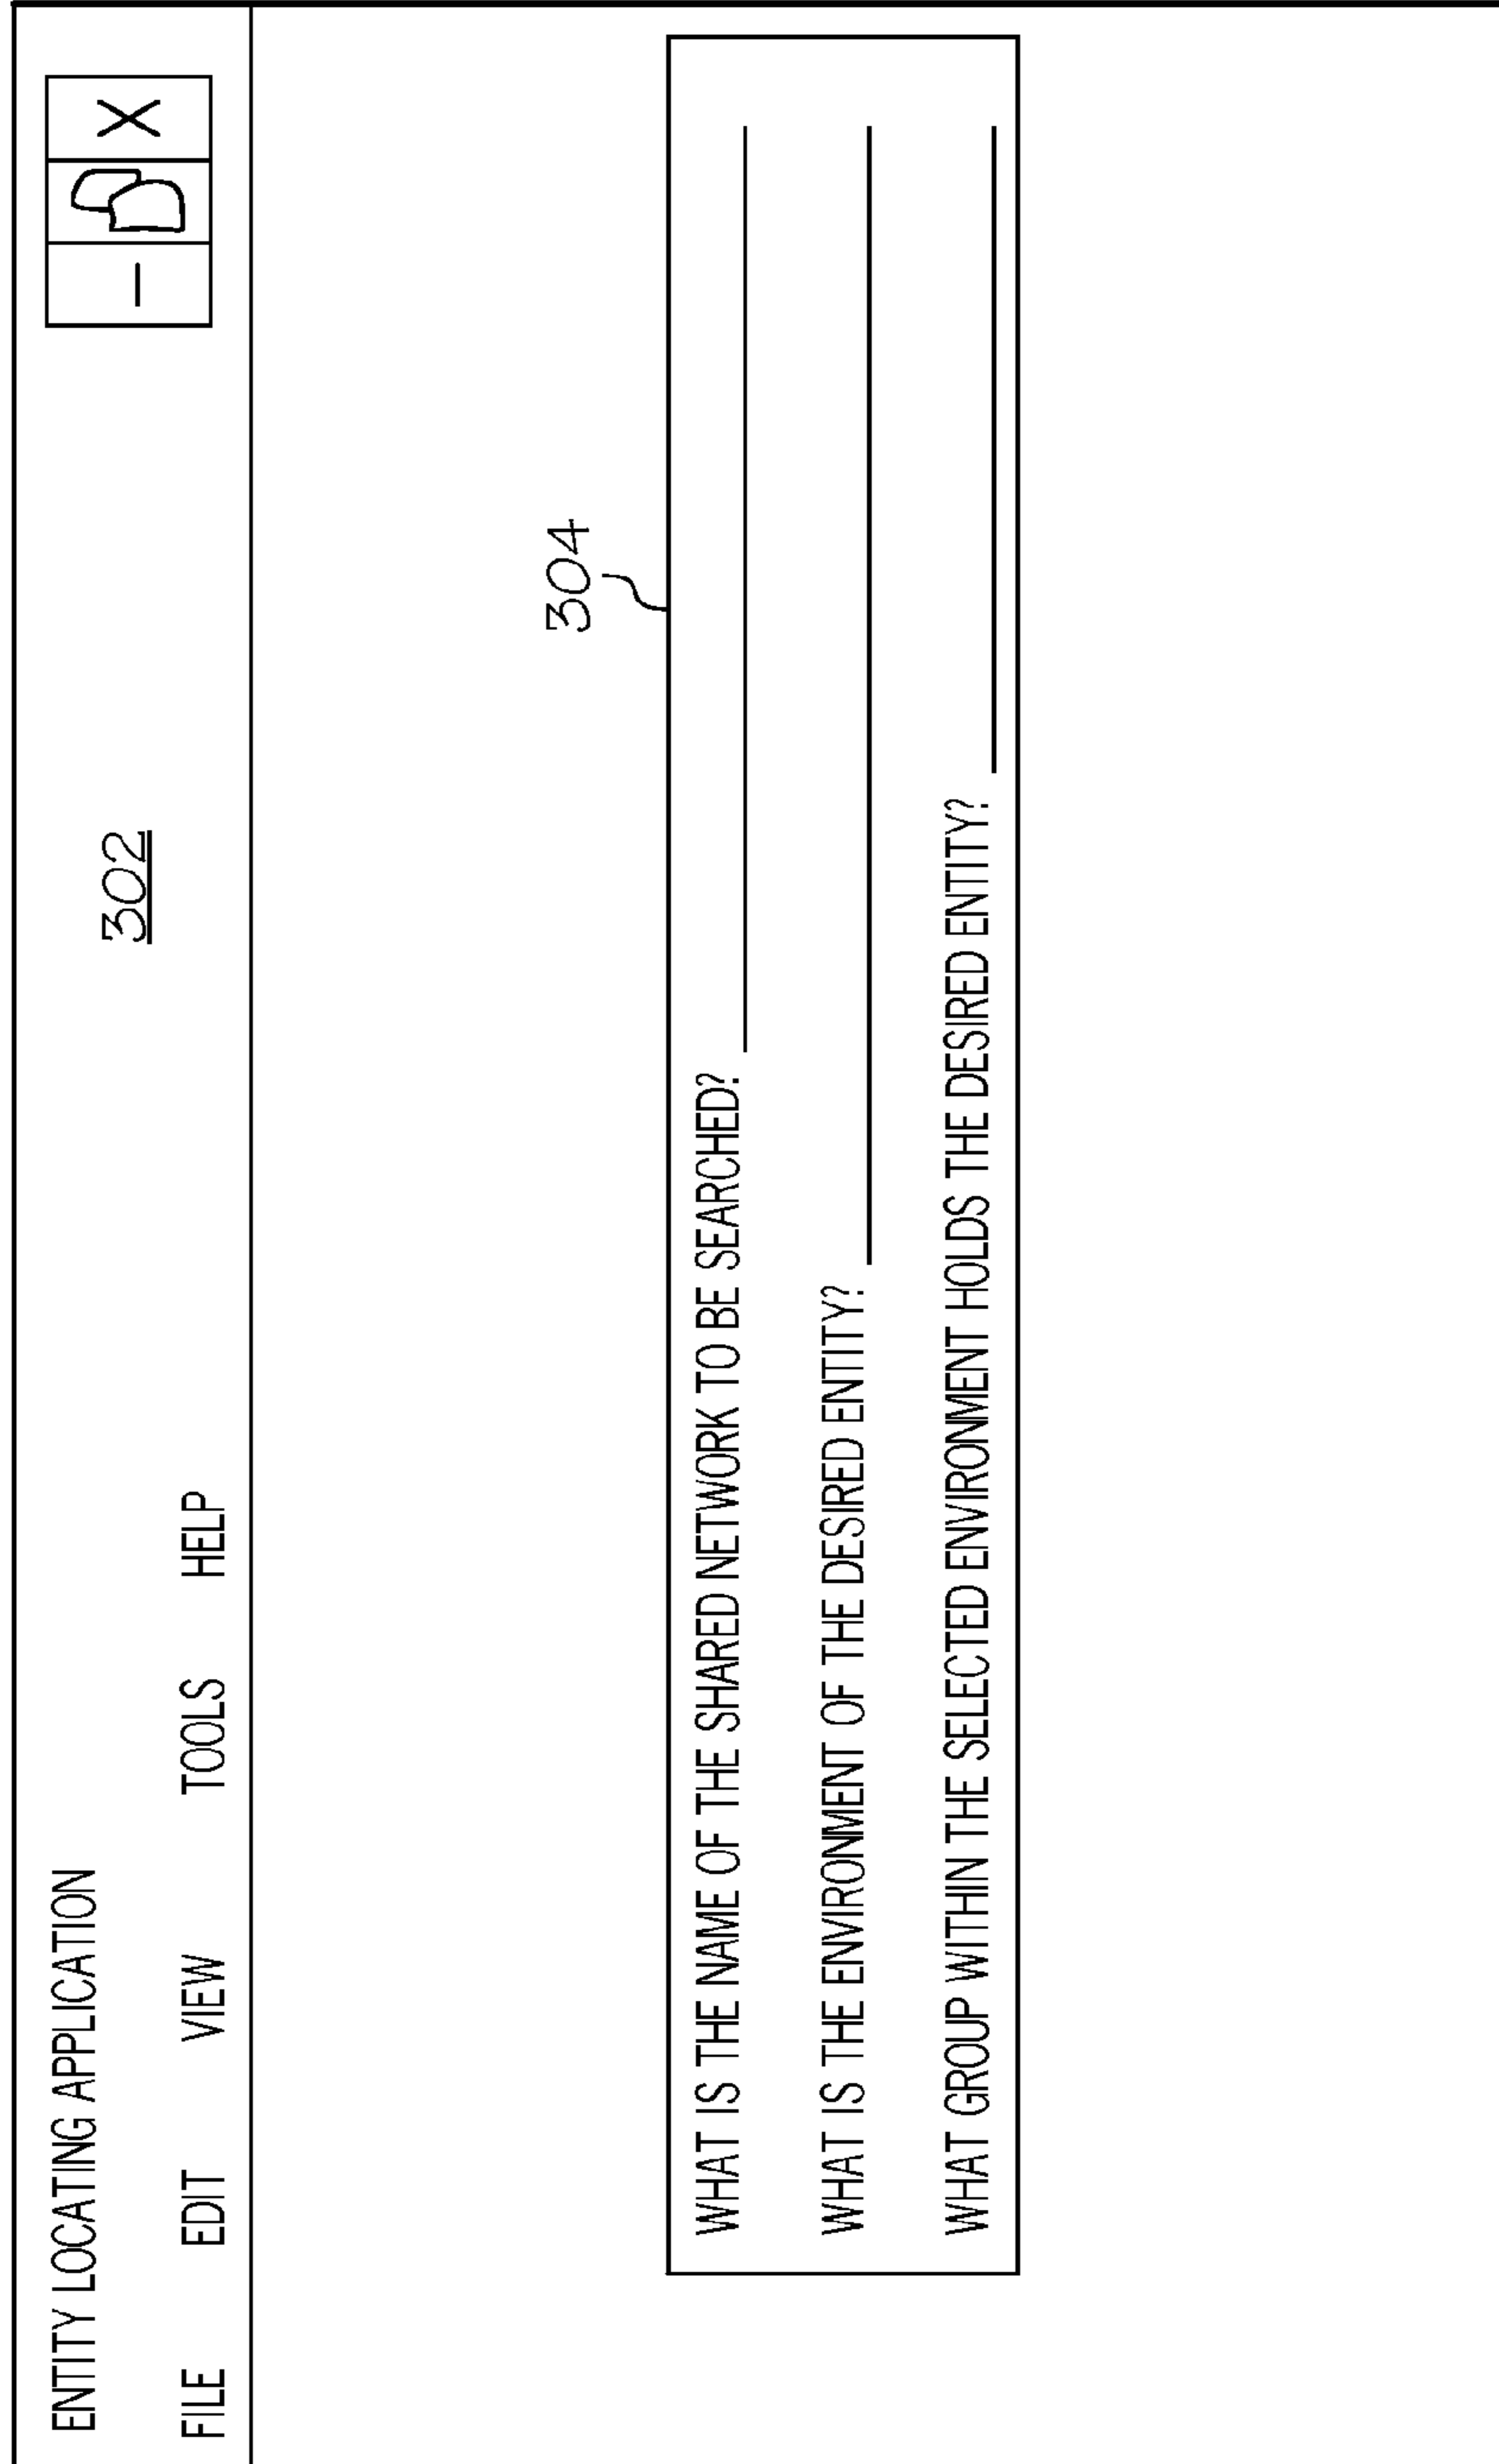 ENTITY LOCATING APPLICATION
302
- X
FILE EDIT VIEW TOOLS HELP
304
WHAT IS THE NAME OF THE SHARED NETWORK TO BE SEARCHED?
WHAT IS THE ENVIRONMENT OF THE DESIRED ENTITY?
WHAT GROUP WITHIN THE SELECTED ENVIRONMENT HOLDS THE DESIRED ENTITY?